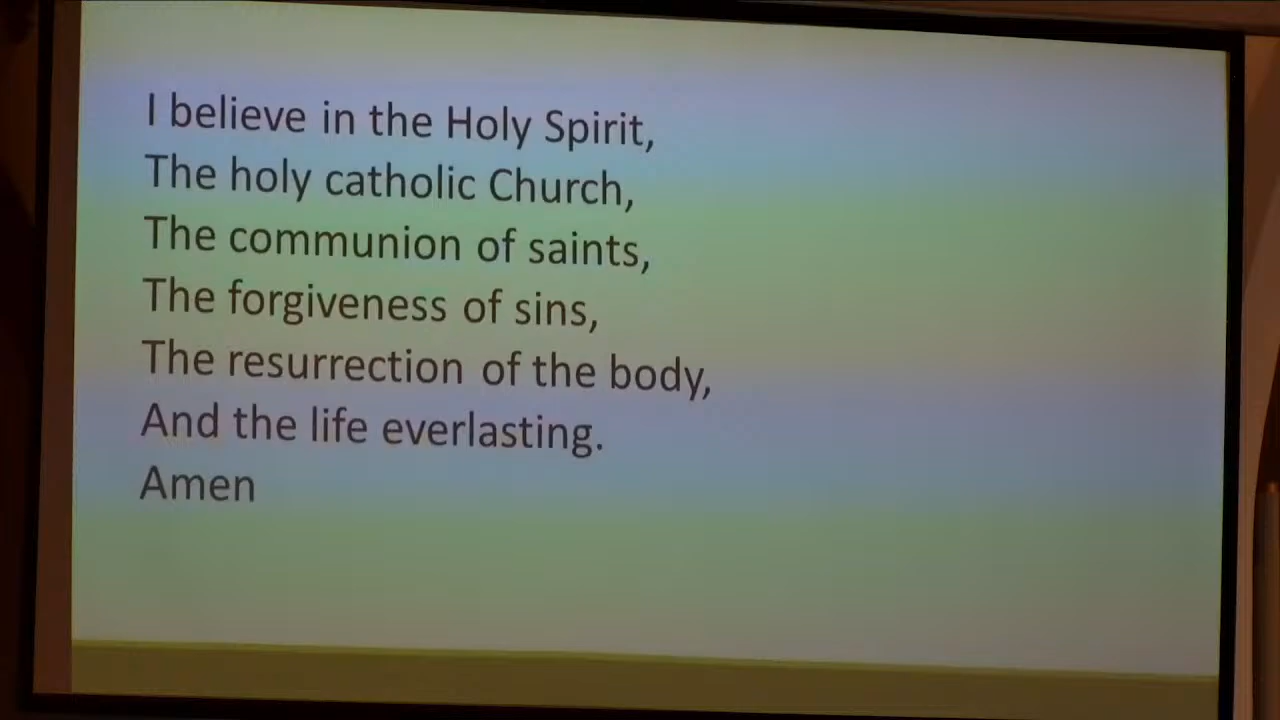 I believe in the Holy Spirit,
The holy catholic Church,
The communion of saints,
The forgiveness of sins,
The resurrection of the body,
And the life everlasting.
Amen